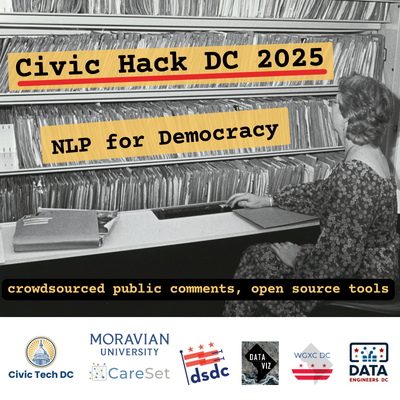 Civic Hack DC 2025
NLP for Democracy
crowdsourced public comments, open source tools
Civic Tech DC
MORAVIAN
UNIVERSITY
CareSet
dsdc
DATA
VIZ
WGXC DC
DATA
ENGINEERS DC